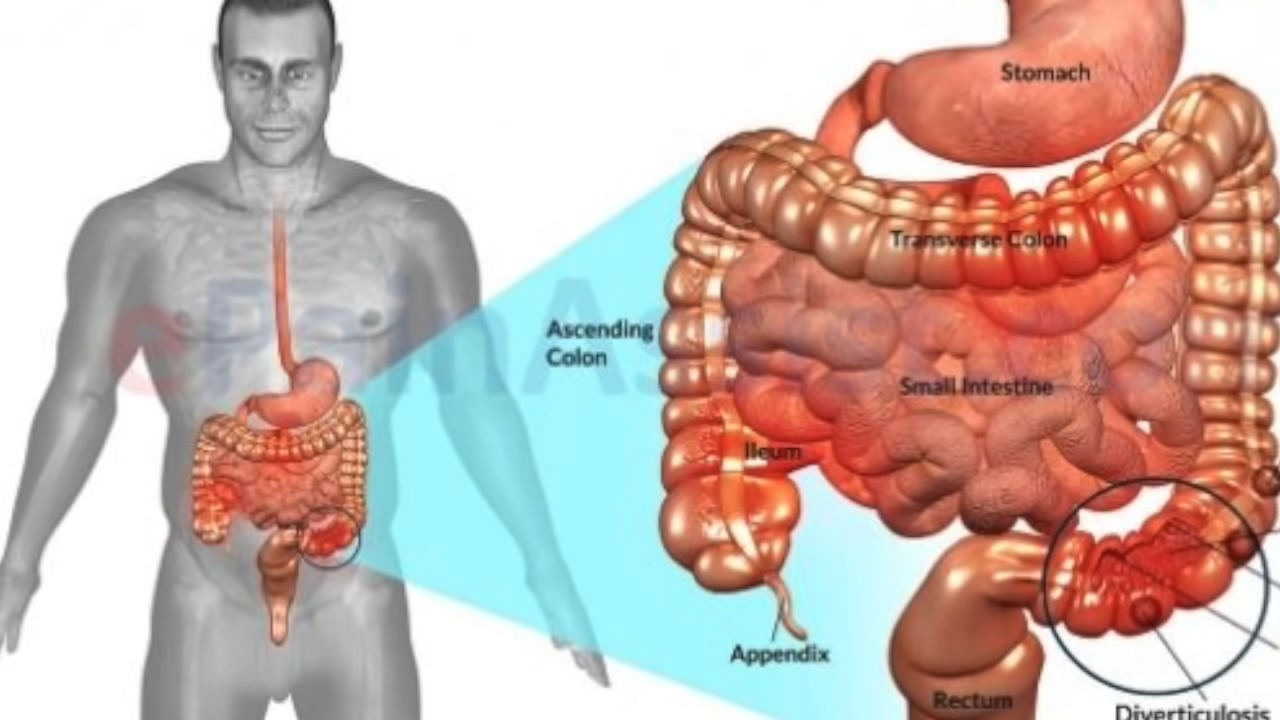 Stomach
Transverse Colon
Ascending
Colon
Small Intestine
Ileum
Appendix
Rectum
Diverticulosis